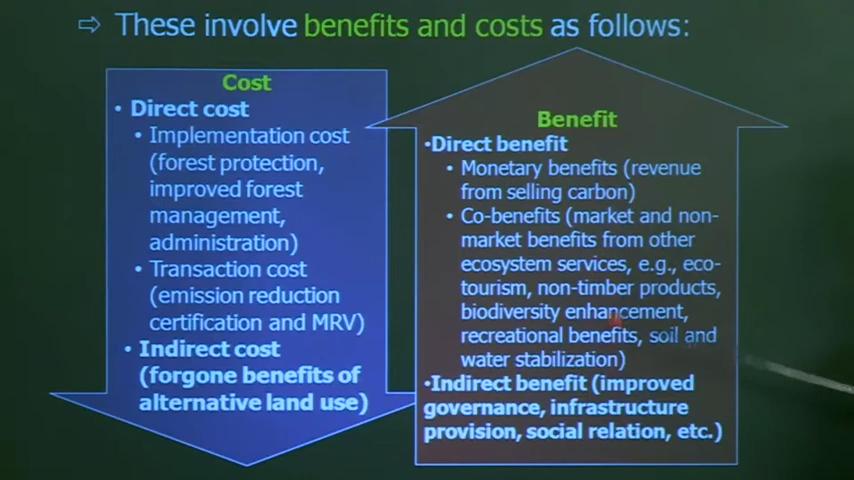 ⇨ These involve benefits and costs as follows:
Cost
• Direct cost
• Implementation cost
(forest protection,
improved forest
management,
administration)
• Transaction cost
(emission reduction
certification and MRV)
• Indirect cost
(forgone benefits of
alternative land use)
Benefit
•Direct benefit
• Monetary benefits (revenue
from selling carbon)
• Co-benefits (market and non-
market benefits from other
ecosystem services, e.g., eco-
tourism, non-timber products,
biodiversity enhancement,
recreational benefits, soil and
water stabilization)
•Indirect benefit (improved
governance, infrastructure
provision, social relation, etc.)